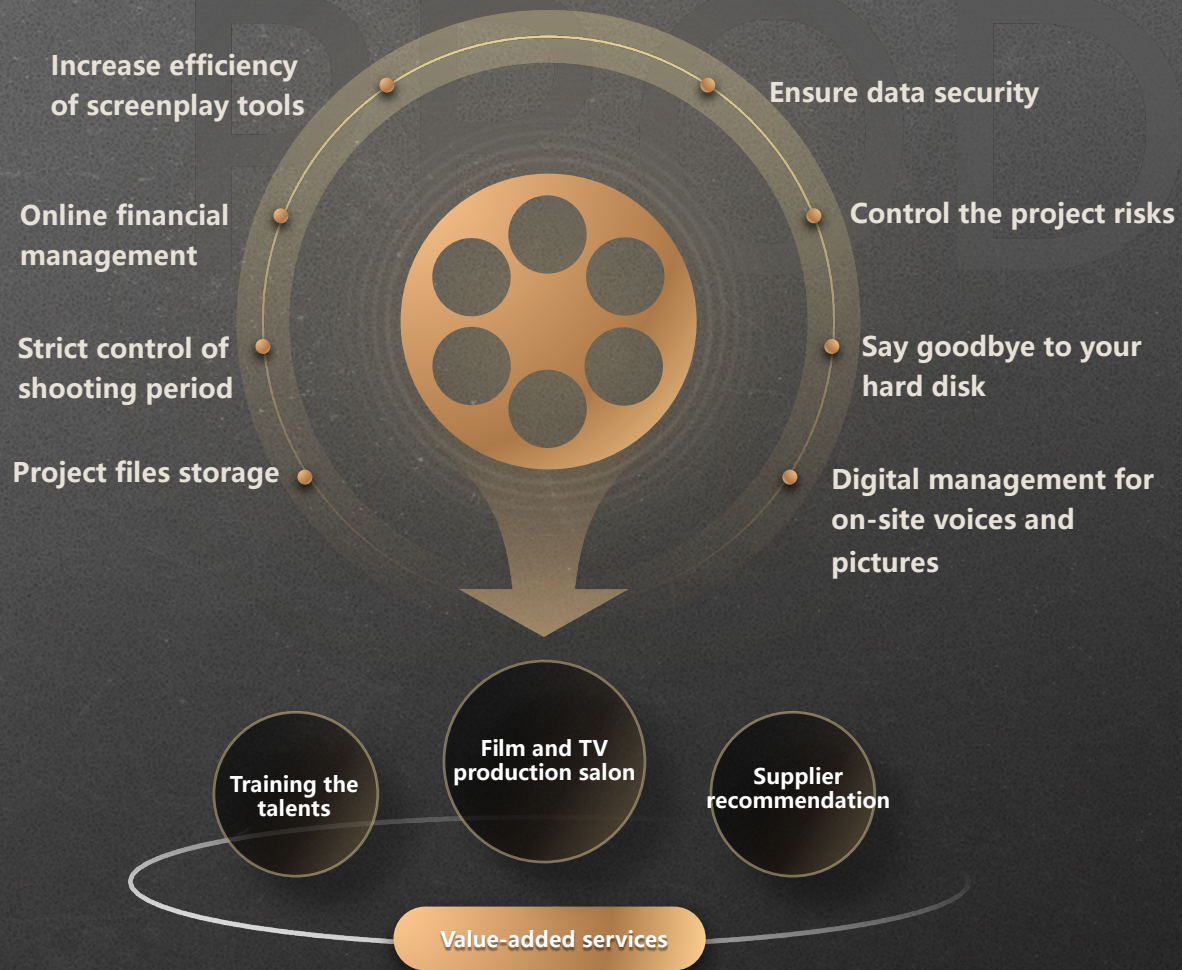 Increase efficiency
of screenplay tools
Ensure data security
Online financial
management
Control the project risks
Strict control of
shooting period
Say goodbye to your
hard disk
Project files storage
Digital management for
on-site voices and
pictures
Training the
talents
Film and TV
production salon
Supplier
recommendation
Value-added services